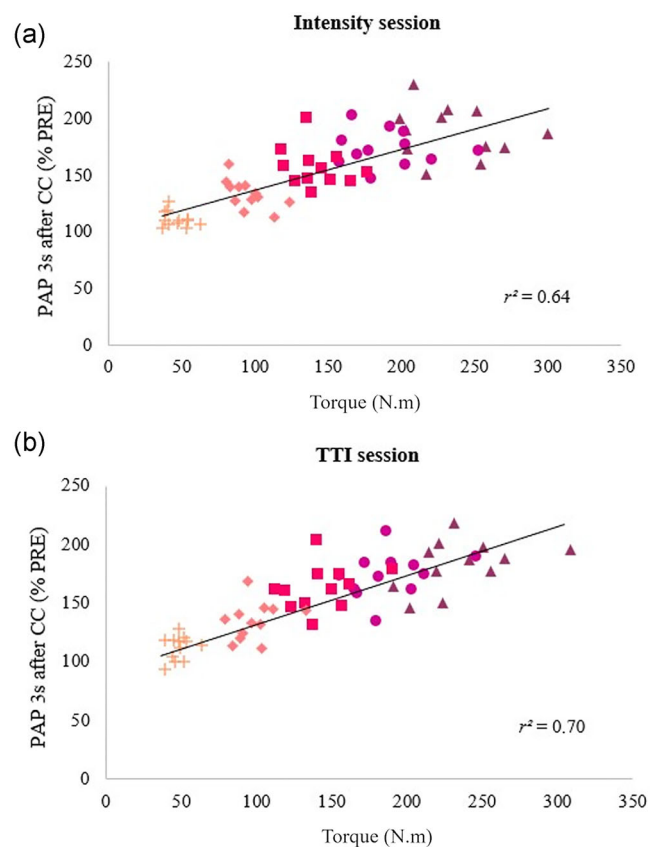 (a)
Intensity session
PAP 3s after CC (% PRE)
250
200
150
100
50
0
r² = 0.64
0 50 100 150 200 250 300 350
Torque (N.m)
(b)
TTI session
PAP 3s after CC (% PRE)
250
200
150
100
50
0
r² = 0.70
0 50 100 150 200 250 300 350
Torque (N.m)